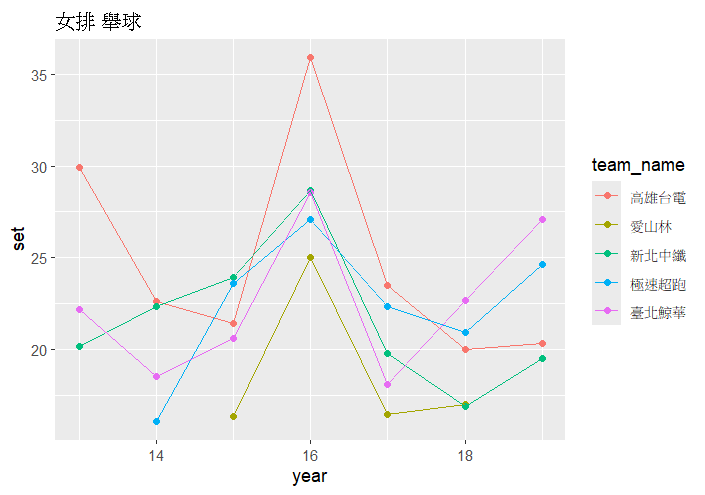 女排 舉球
35
30
25
20
set
14
16
18
year
team_name
高雄台電
愛山林
新北中纖
極速超跑
臺北鯨華